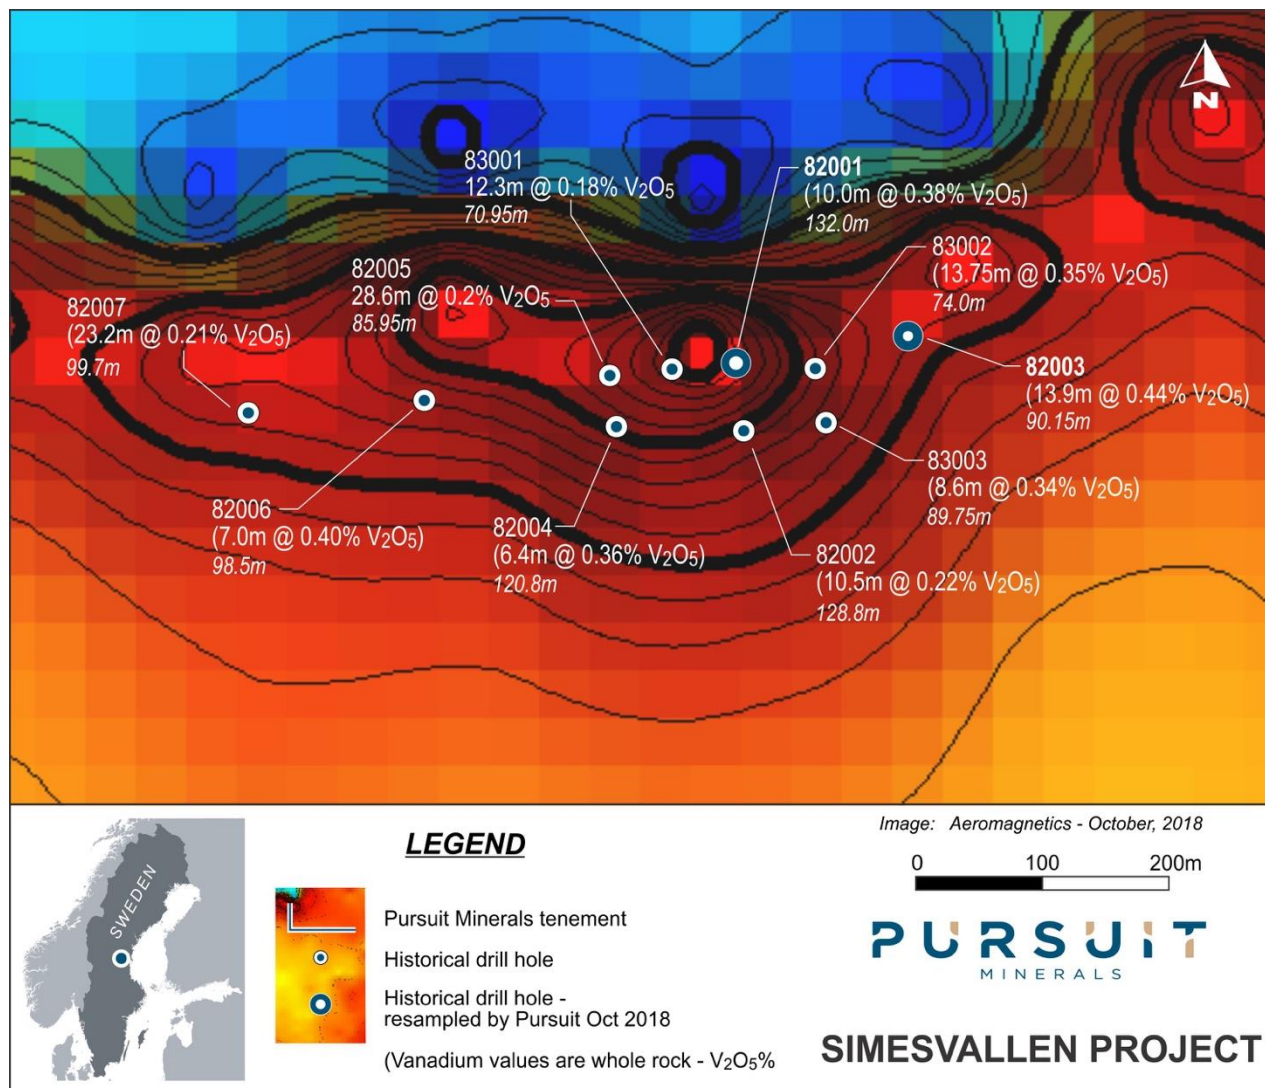 N
83001
12.3m @ 0.18% V₂O₅
70.95m
82001
(10.0m @ 0.38% V₂O₅)
132.0m
83002
(13.75m @ 0.35% V₂O₅)
74.0m
82005
28.6m @ 0.2% V₂O₅
85.95m
82007
(23.2m @ 0.21% V₂O₅)
99.7m
82003
(13.9m @ 0.44% V₂O₅)
90.15m
83003
(8.6m @ 0.34% V₂O₅)
89.75m
82006
(7.0m @ 0.40% V₂O₅)
98.5m
82004
(6.4m @ 0.36% V₂O₅)
120.8m
82002
(10.5m @ 0.22% V₂O₅)
128.8m
SWEDEN
LEGEND
Pursuit Minerals tenement
Historical drill hole
Historical drill hole -
resampled by Pursuit Oct 2018
(Vanadium values are whole rock - V₂O₅%
Image: Aeromagnetics - October, 2018
0 100 200m
PURSUIT
MINERALS
SIMESVALLEN PROJECT